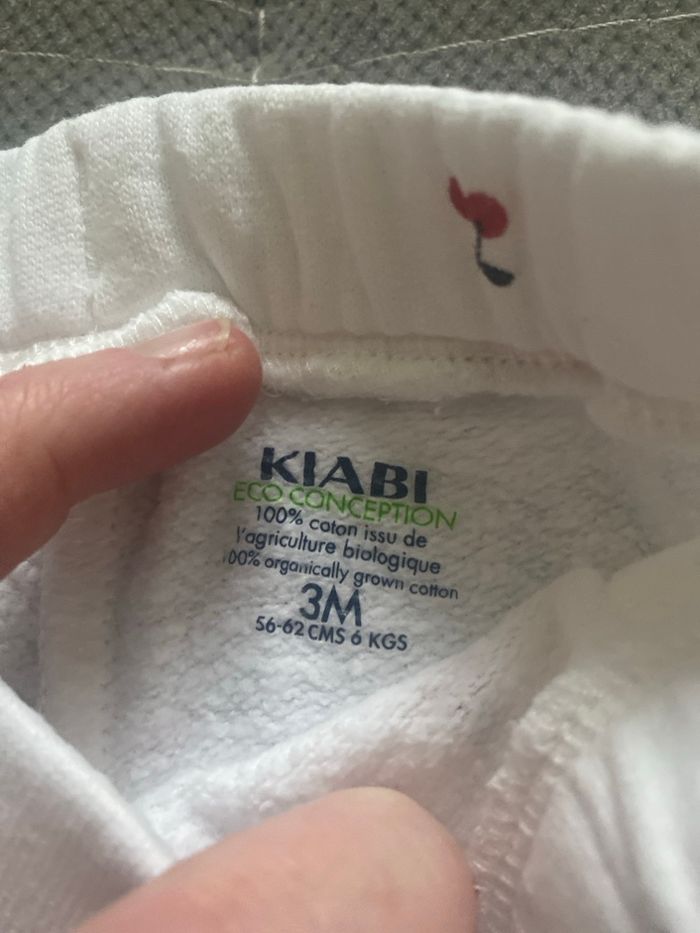 KIABI
ECO CONCEPTION
100% coton issu de
l'agriculture biologique
100% organically grown cotton
3M
56-62 CMS 6 KGS